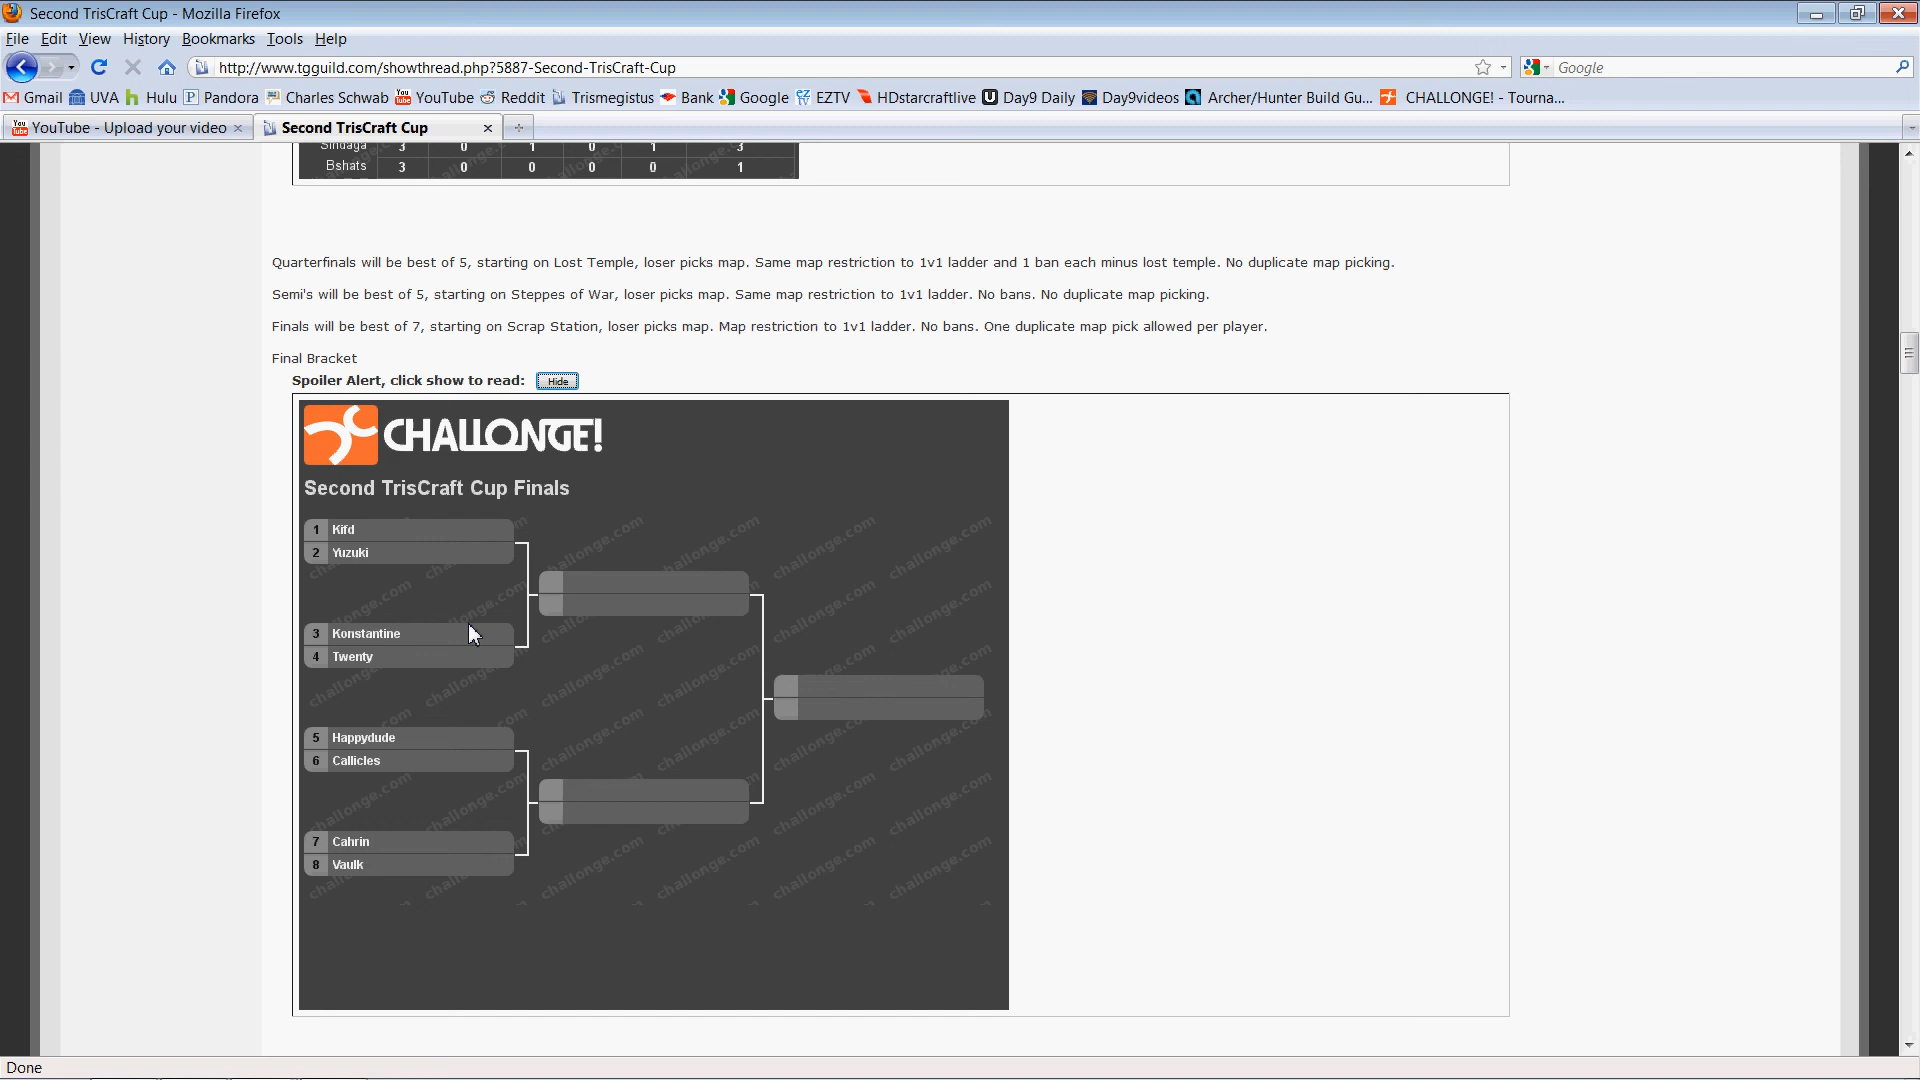 Second TrisCraft Cup - Mozilla Firefox
File Edit View History Bookmarks Tools Help
http://www.tgguild.com/showthread.php?5887-Second-TrisCraft-Cup
Google
Gmail UVA Hulu Pandora Charles Schwab YouTube Reddit Trismegistus Bank Google EZTV HDstarcraftlive Day9 Daily Day9videos Archer/Hunter Build Gu... CHALLONGE! - Tourna...
YouTube - Upload your video Second TrisCraft Cup
Sindaga 3 0 1 0 1 3
Bshats 3 0 0 0 0 1
Quarterfinals will be best of 5, starting on Lost Temple, loser picks map. Same map restriction to 1v1 ladder and 1 ban each minus lost temple. No duplicate map picking.
Semi's will be best of 5, starting on Steppes of War, loser picks map. Same map restriction to 1v1 ladder. No bans. No duplicate map picking.
Finals will be best of 7, starting on Scrap Station, loser picks map. Map restriction to 1v1 ladder. No bans. One duplicate map pick allowed per player.
Final Bracket
Spoiler Alert, click show to read: Hide
CHALLONGE!
Second TrisCraft Cup Finals
1 Kifd
2 Yuzuki
3 Konstantine
4 Twenty
5 Happydude
6 Callicles
7 Cahrin
8 Vaulk
challonge.com
Done